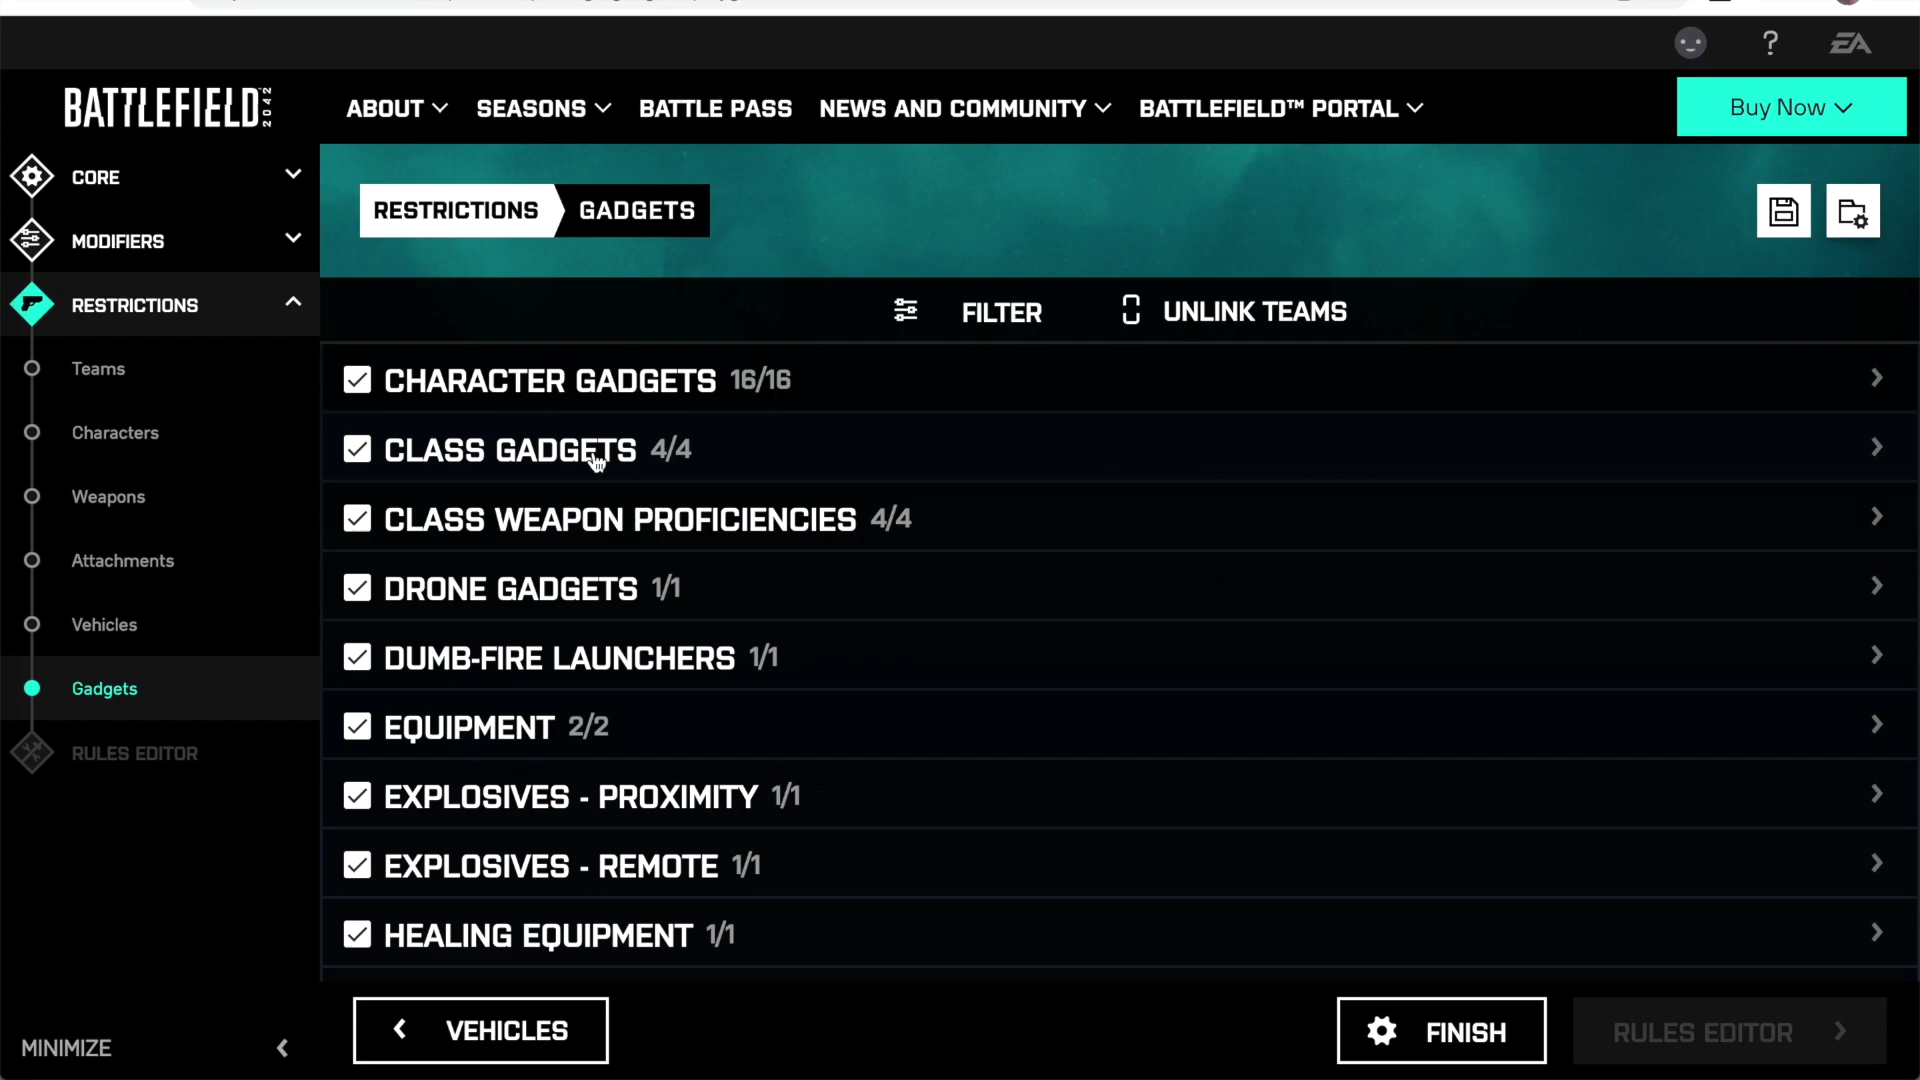 ?
EA
BATTLEFIELD 2042
ABOUT
SEASONS
BATTLE PASS
NEWS AND COMMUNITY
BATTLEFIELD™ PORTAL
Buy Now
CORE
MODIFIERS
RESTRICTIONS
Teams
Characters
Weapons
Attachments
Vehicles
Gadgets
RULES EDITOR
MINIMIZE
RESTRICTIONS
GADGETS
FILTER
UNLINK TEAMS
CHARACTER GADGETS 16/16
CLASS GADGETS 4/4
CLASS WEAPON PROFICIENCIES 4/4
DRONE GADGETS 1/1
DUMB-FIRE LAUNCHERS 1/1
EQUIPMENT 2/2
EXPLOSIVES - PROXIMITY 1/1
EXPLOSIVES - REMOTE 1/1
HEALING EQUIPMENT 1/1
VEHICLES
FINISH
RULES EDITOR